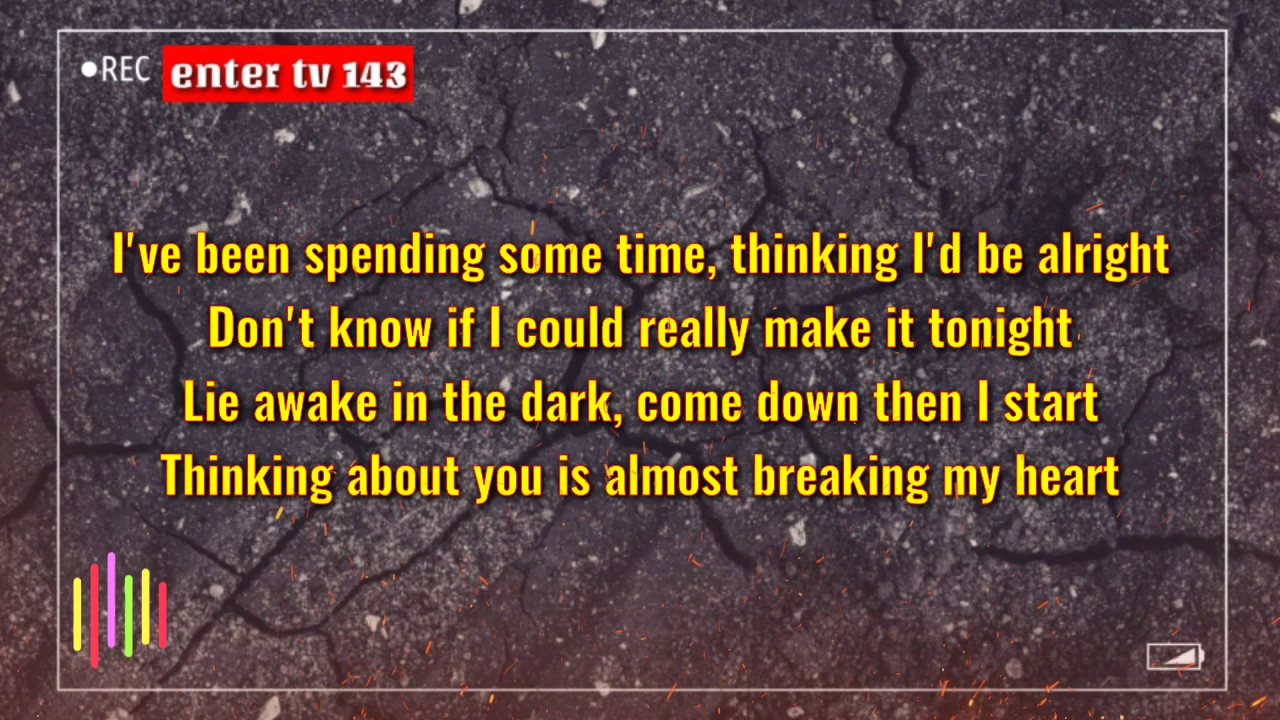 REC enter tv 143
I've been spending some time, thinking I'd be alright
Don't know if I could really make it tonight
Lie awake in the dark, come down then I start
Thinking about you is almost breaking my heart